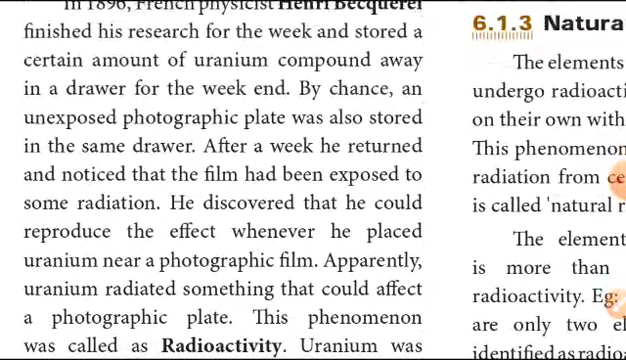 In 1896, French physicist Henri Becquerel
finished his research for the week and stored a
certain amount of uranium compound away
in a drawer for the week end. By chance, an
unexposed photographic plate was also stored
in the same drawer. After a week he returned
and noticed that the film had been exposed to
some radiation. He discovered that he could
reproduce the effect whenever he placed
uranium near a photographic film. Apparently,
uranium radiated something that could affect
a photographic plate. This phenomenon
was called as Radioactivity. Uranium was
6.1.3 Natura
The elements
undergo radioacti
on their own with
This phenomenon
radiation from ce
is called 'natural r
The element
is more than
radioactivity. Eg:
are only two el
identified as radio